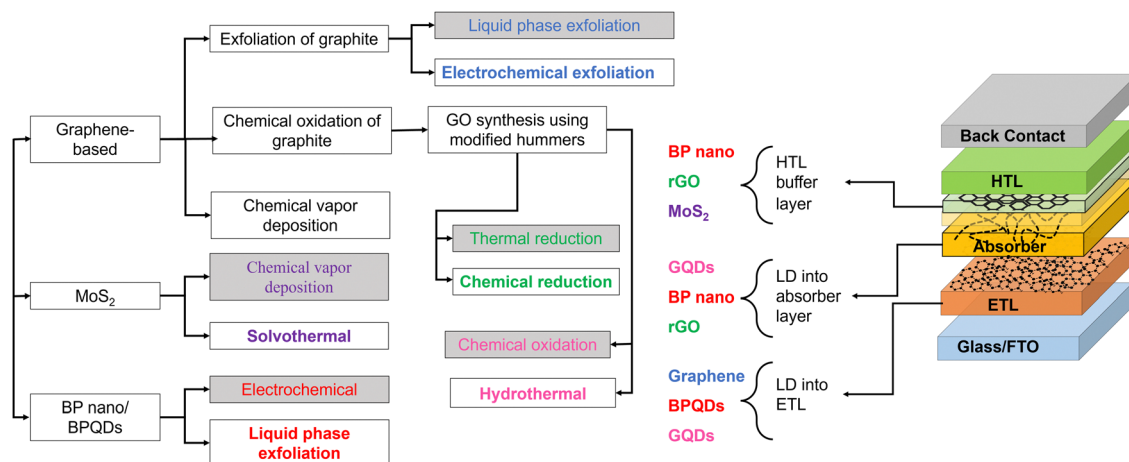 Graphene-
based
MoS₂
BP nano/
BPQDs
Exfoliation of graphite
Chemical oxidation of
graphite
Chemical vapor
deposition
Chemical vapor
deposition
Solvothermal
Electrochemical
Liquid phase
exfoliation
Liquid phase exfoliation
Electrochemical exfoliation
GO synthesis using
modified hummers
Thermal reduction
Chemical reduction
Chemical oxidation
Hydrothermal
BP nano
rGO
MoS₂
HTL
buffer
layer
GQDs
BP nano
rGO
LD into
absorber
layer
Graphene
BPQDs
GQDs
LD into
ETL
Back Contact
HTL
Absorber
ETL
Glass/FTO